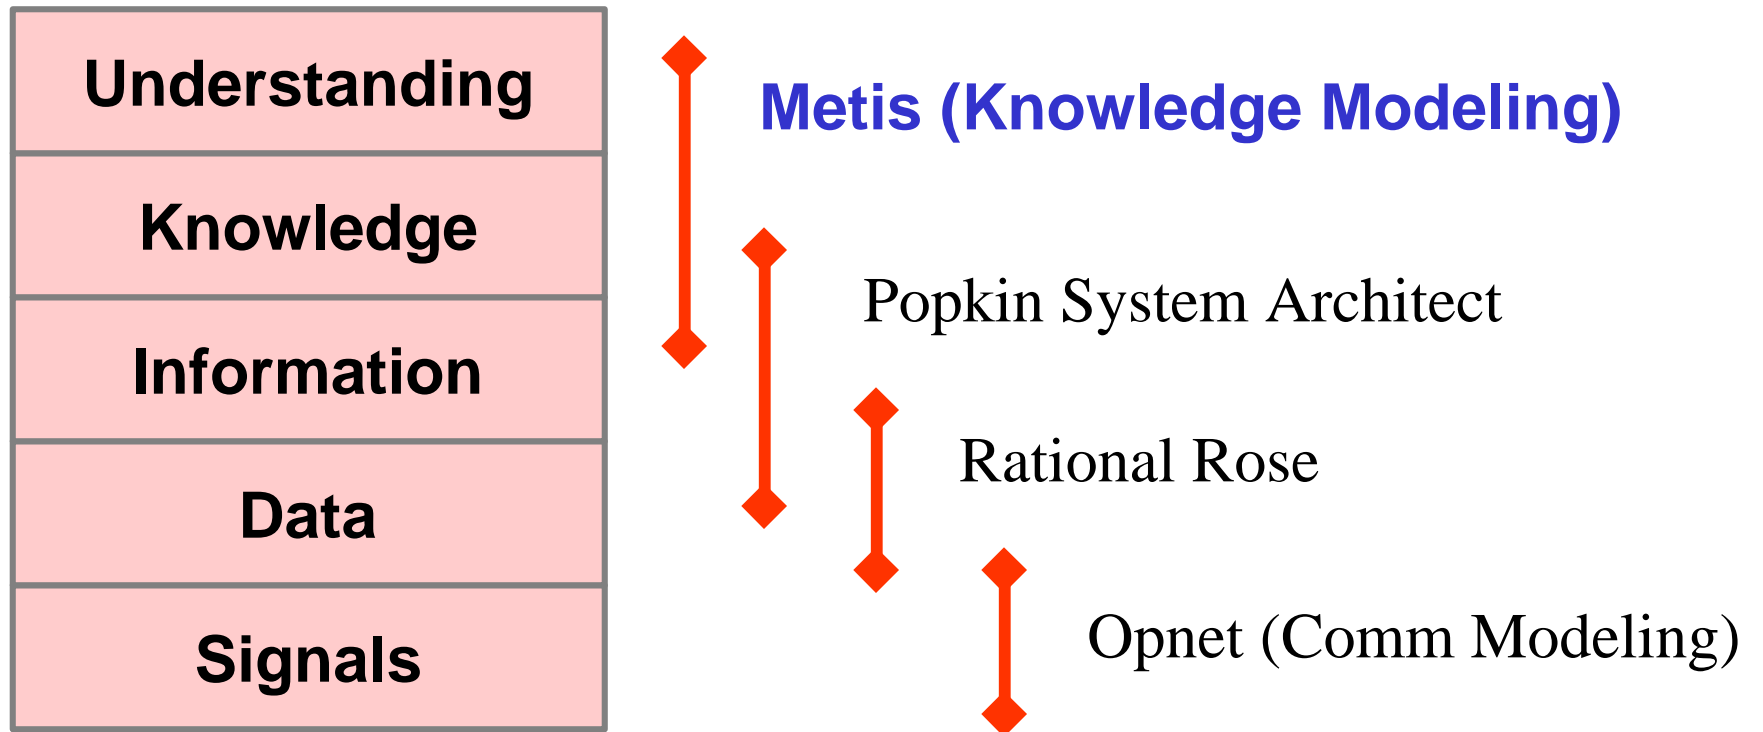 Understanding
Metis (Knowledge Modeling)
Knowledge
Popkin System Architect
Information
Rational Rose
Data
Signals
Opnet (Comm Modeling)